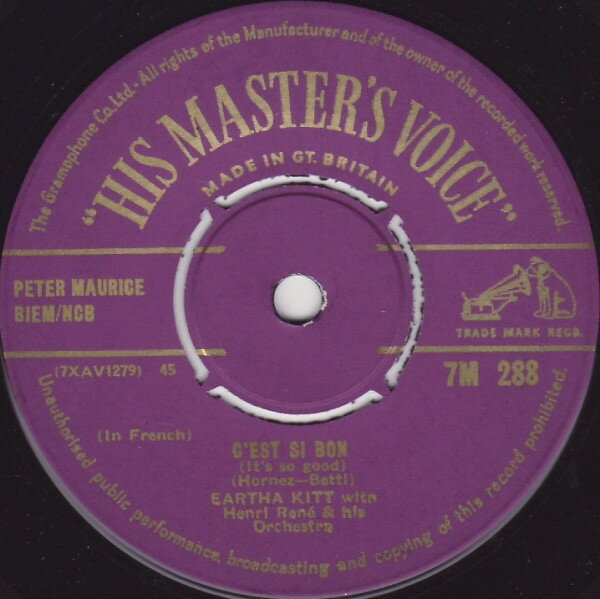 The Gramophone Co. Ltd. · All rights of the Manufacturer and of the owner of the recorded work reserved.
"HIS MASTER'S VOICE"
MADE IN GT. BRITAIN
PETER MAURICE
BIEM/NCB
TRADE MARK REGD.
(7XAV1279) 45
7M 288
(In French)
C'EST SI BON
(It's so good)
(Hornez—Betti)
EARTHA KITT with
Henri René & his
Orchestra
Unauthorised public performance, broadcasting and copying of this record prohibited.